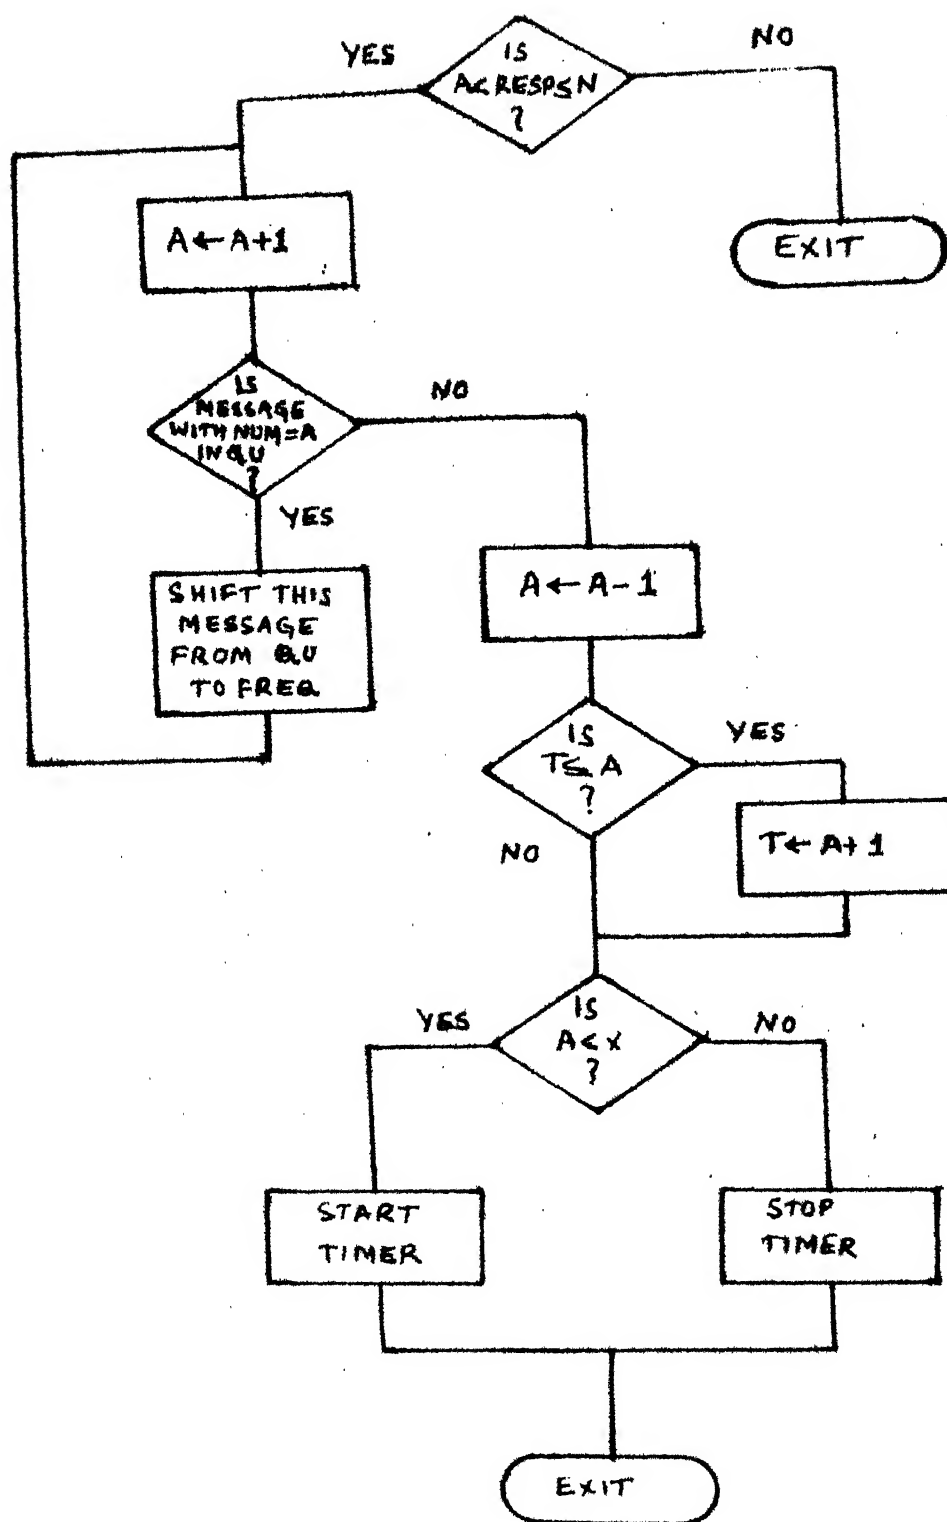 YES
IS
A<RESP≤N
?
NO
A←A+1
EXIT
IS
MESSAGE
WITH NUM=A
IN QU
?
NO
YES
SHIFT THIS
MESSAGE
FROM QU
TO FREQ
A←A-1
IS
T≤A
?
YES
NO
T←A+1
YES
IS
A<X
?
NO
START
TIMER
STOP
TIMER
EXIT